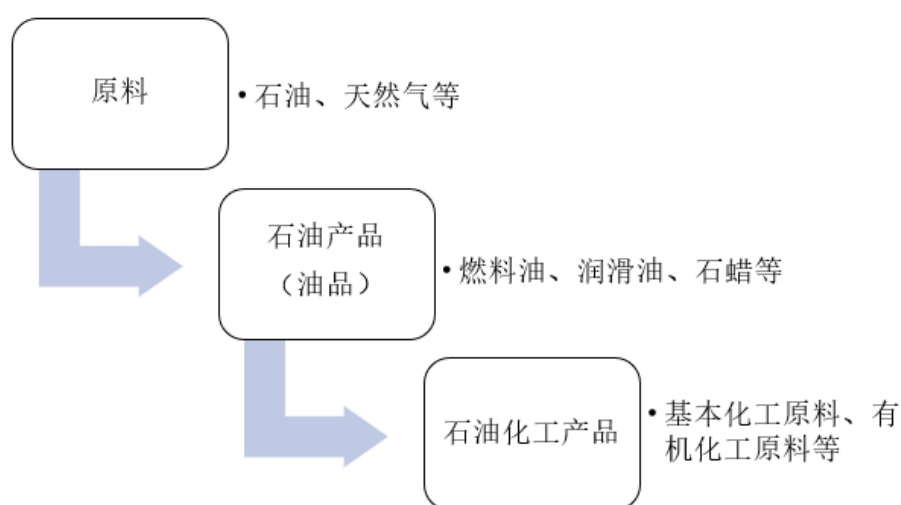 原料
•石油、天然气等
石油产品
（油品）
•燃料油、润滑油、石蜡等
石油化工产品
•基本化工原料、有
机化工原料等